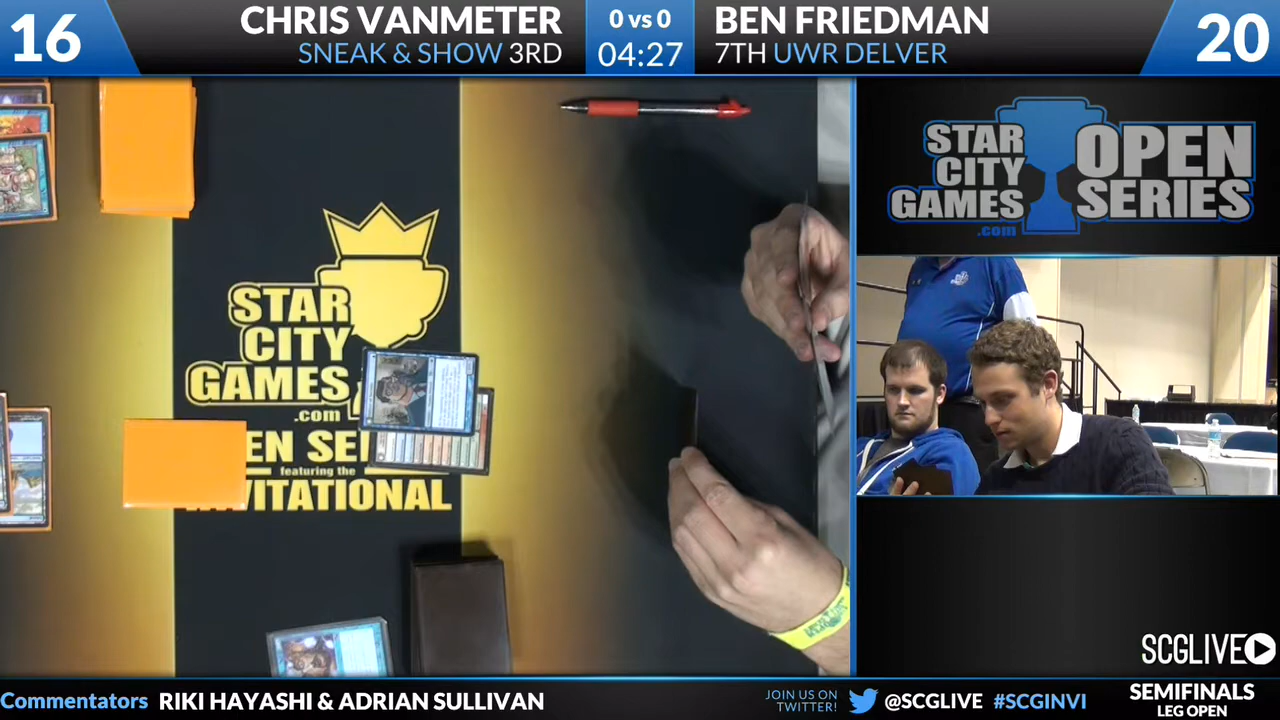 16
CHRIS VANMETER
SNEAK & SHOW 3RD
0 vs 0
04:27
BEN FRIEDMAN
7TH UWR DELVER
20
STAR
CITY
GAMES
.com
OPEN
SERIES
STAR
CITY
GAMES
.com
EN SE
featuring the
VITATIONAL
Commentators RIKI HAYASHI & ADRIAN SULLIVAN
JOIN US ON
TWITTER!
@SCGLIVE #SCGINVI
SCGLIVE
SEMIFINALS
LEG OPEN